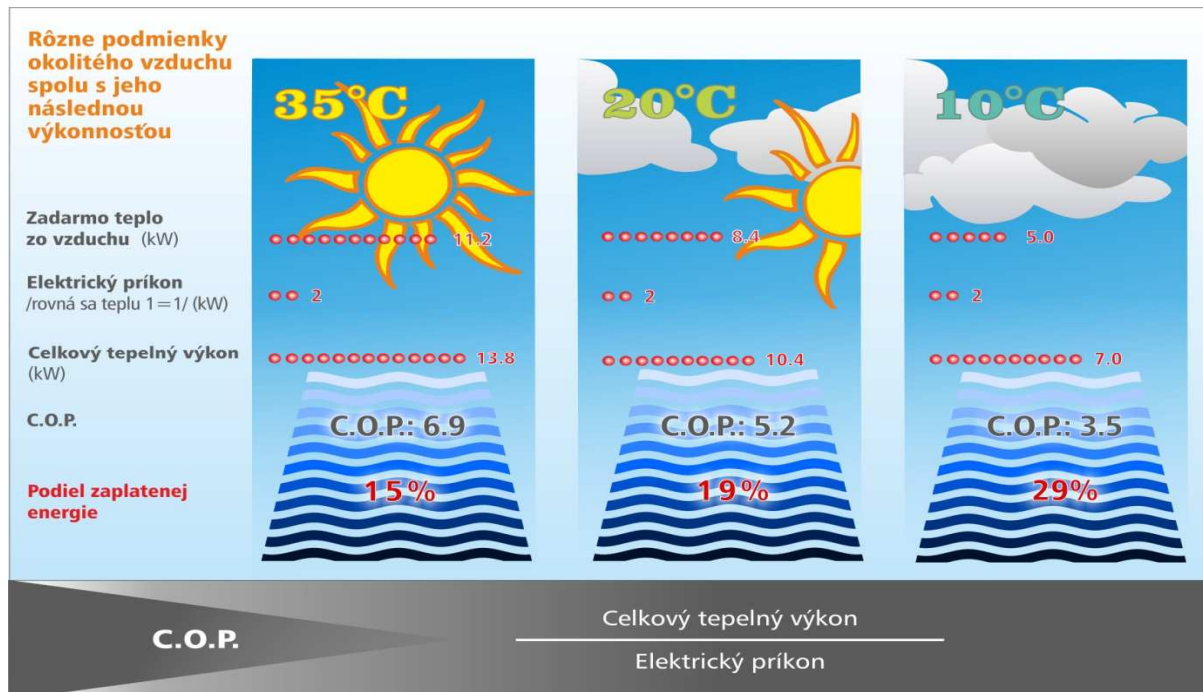 Rôzne podmienky
okolitého vzduchu
spolu s jeho
následnou
výkonnosťou
35°C
20°C
10°C
Zadarmo teplo
zo vzduchu (kW)
11.2
8.4
5.0
Elektrický príkon
/rovná sa teplu 1=1/ (kW)
2
2
2
Celkový tepelný výkon
(kW)
13.8
10.4
7.0
C.O.P.
C.O.P.: 6.9
C.O.P.: 5.2
C.O.P.: 3.5
Podiel zaplatenej
energie
15%
19%
29%
C.O.P.
Celkový tepelný výkon
Elektrický príkon